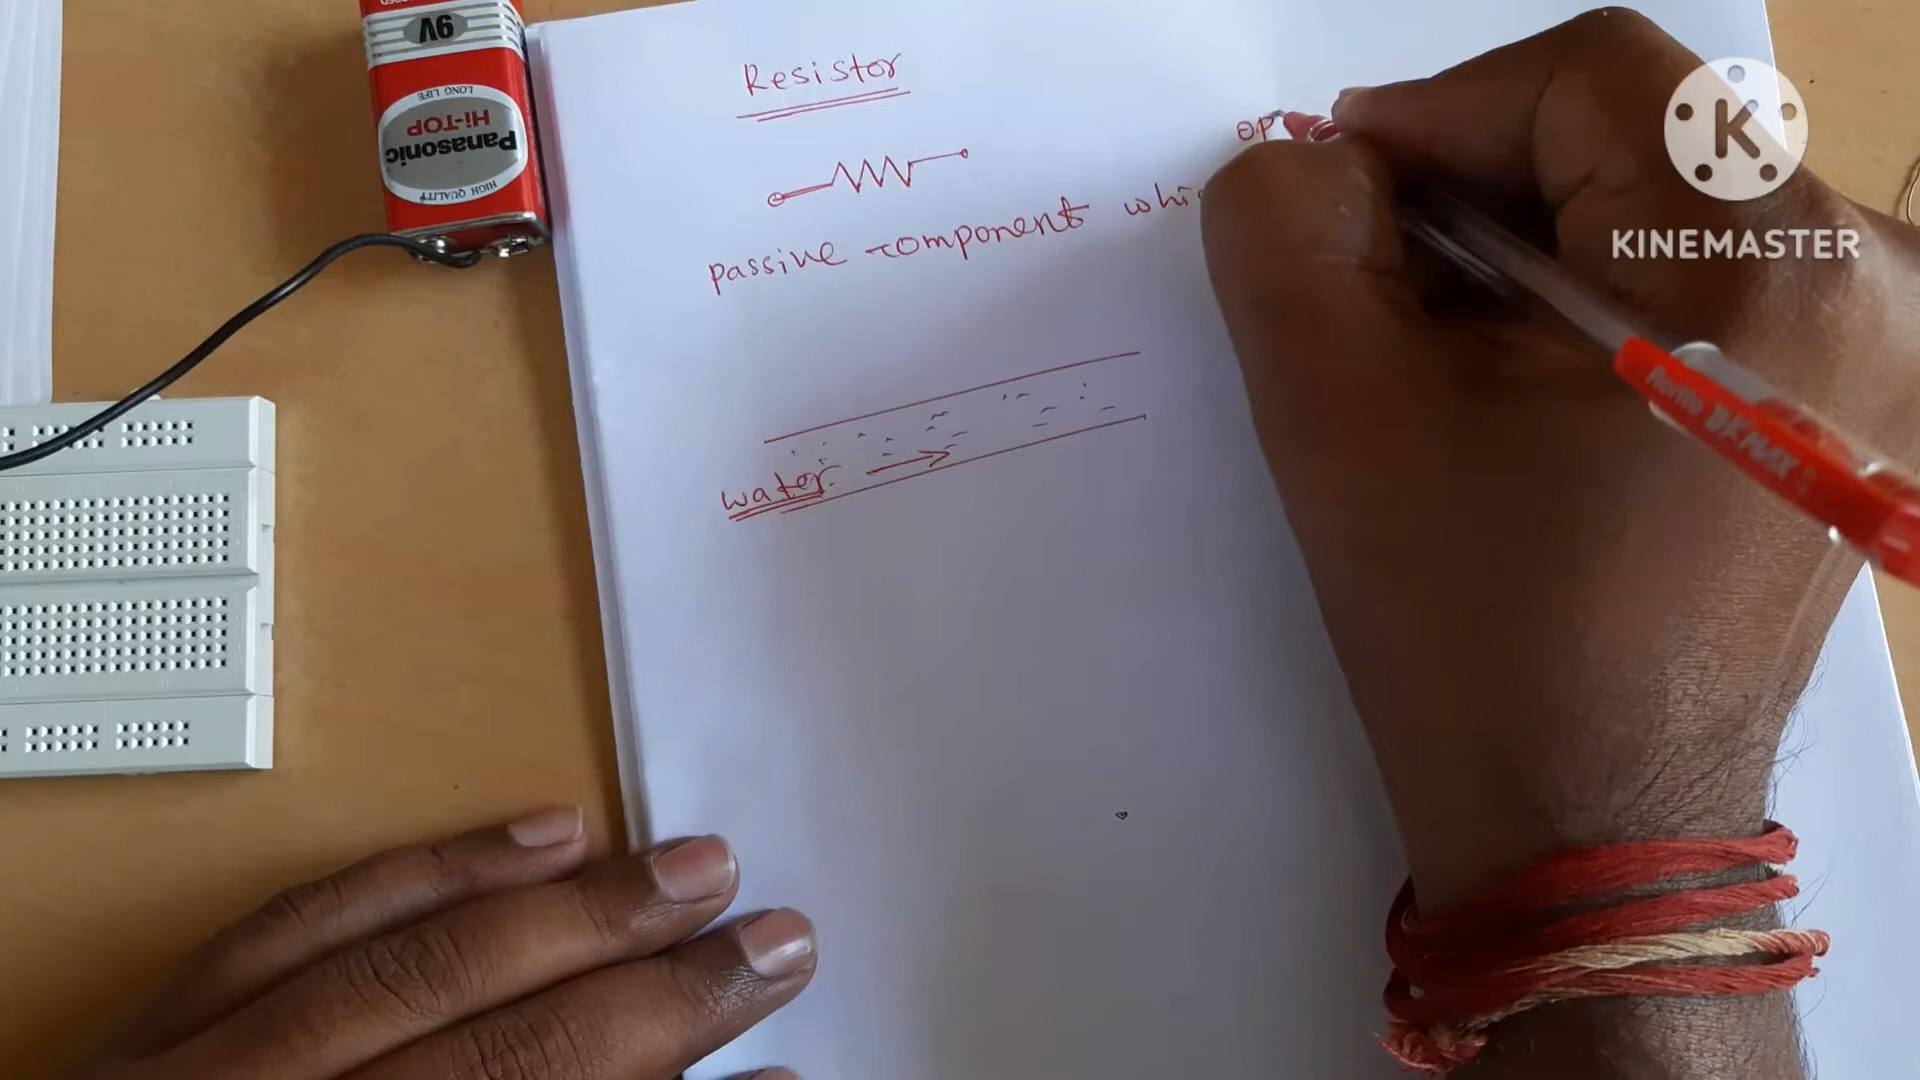 9V
LONG LIFE
Hi-TOP
Panasonic
HIGH QUALITY
Resistor
op
passive component whi
water
K
KINEMASTER